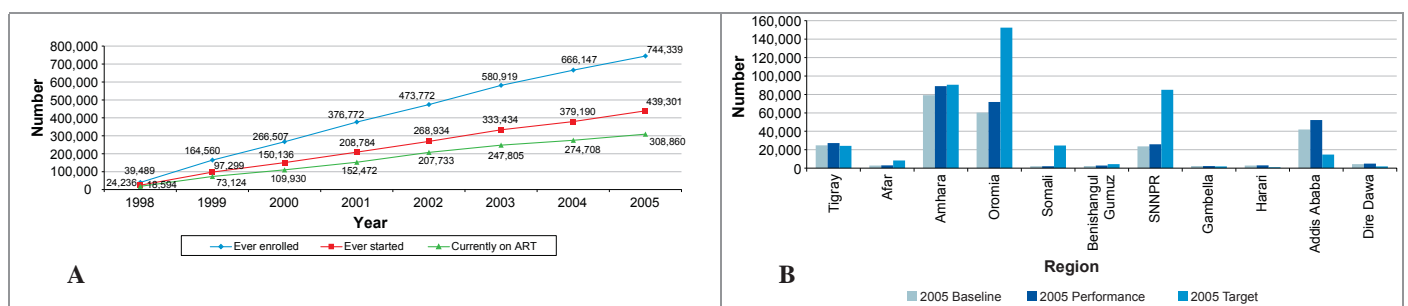 800,000
700,000
600,000
500,000
400,000
300,000
200,000
100,000
0
Number
744,339
666,147
580,919
473,772
376,772
266,507
164,560
39,489
439,301
379,190
333,434
268,934
208,784
150,136
97,299
24,236
308,860
274,708
247,805
207,733
152,472
109,930
73,124
18,594
1998 1999 2000 2001 2002 2003 2004 2005
Year
Ever enrolled Ever started Currently on ART
A
160,000
140,000
120,000
100,000
80,000
60,000
40,000
20,000
0
Number
Tigray
Afar
Amhara
Oromia
Somali
Benishangul
Gumuz
SNNPR
Gambella
Harari
Addis Ababa
Dire Dawa
Region
2005 Baseline 2005 Performance 2005 Target
B